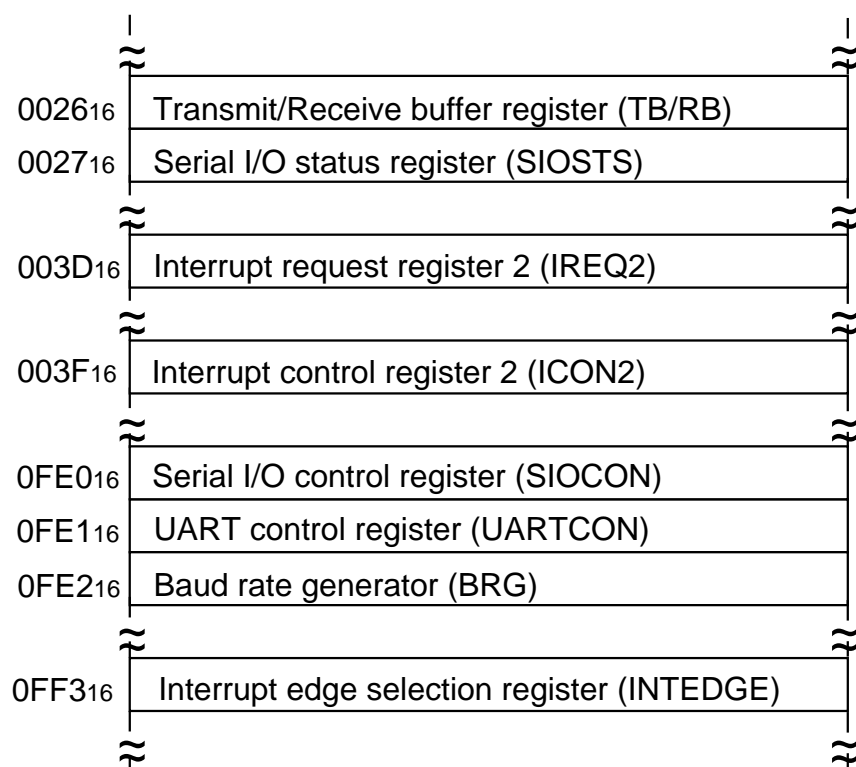 0026₁₆ Transmit/Receive buffer register (TB/RB)
0027₁₆ Serial I/O status register (SIOSTS)
003D₁₆ Interrupt request register 2 (IREQ2)
003F₁₆ Interrupt control register 2 (ICON2)
0FE0₁₆ Serial I/O control register (SIOCON)
0FE1₁₆ UART control register (UARTCON)
0FE2₁₆ Baud rate generator (BRG)
0FF3₁₆ Interrupt edge selection register (INTEDGE)